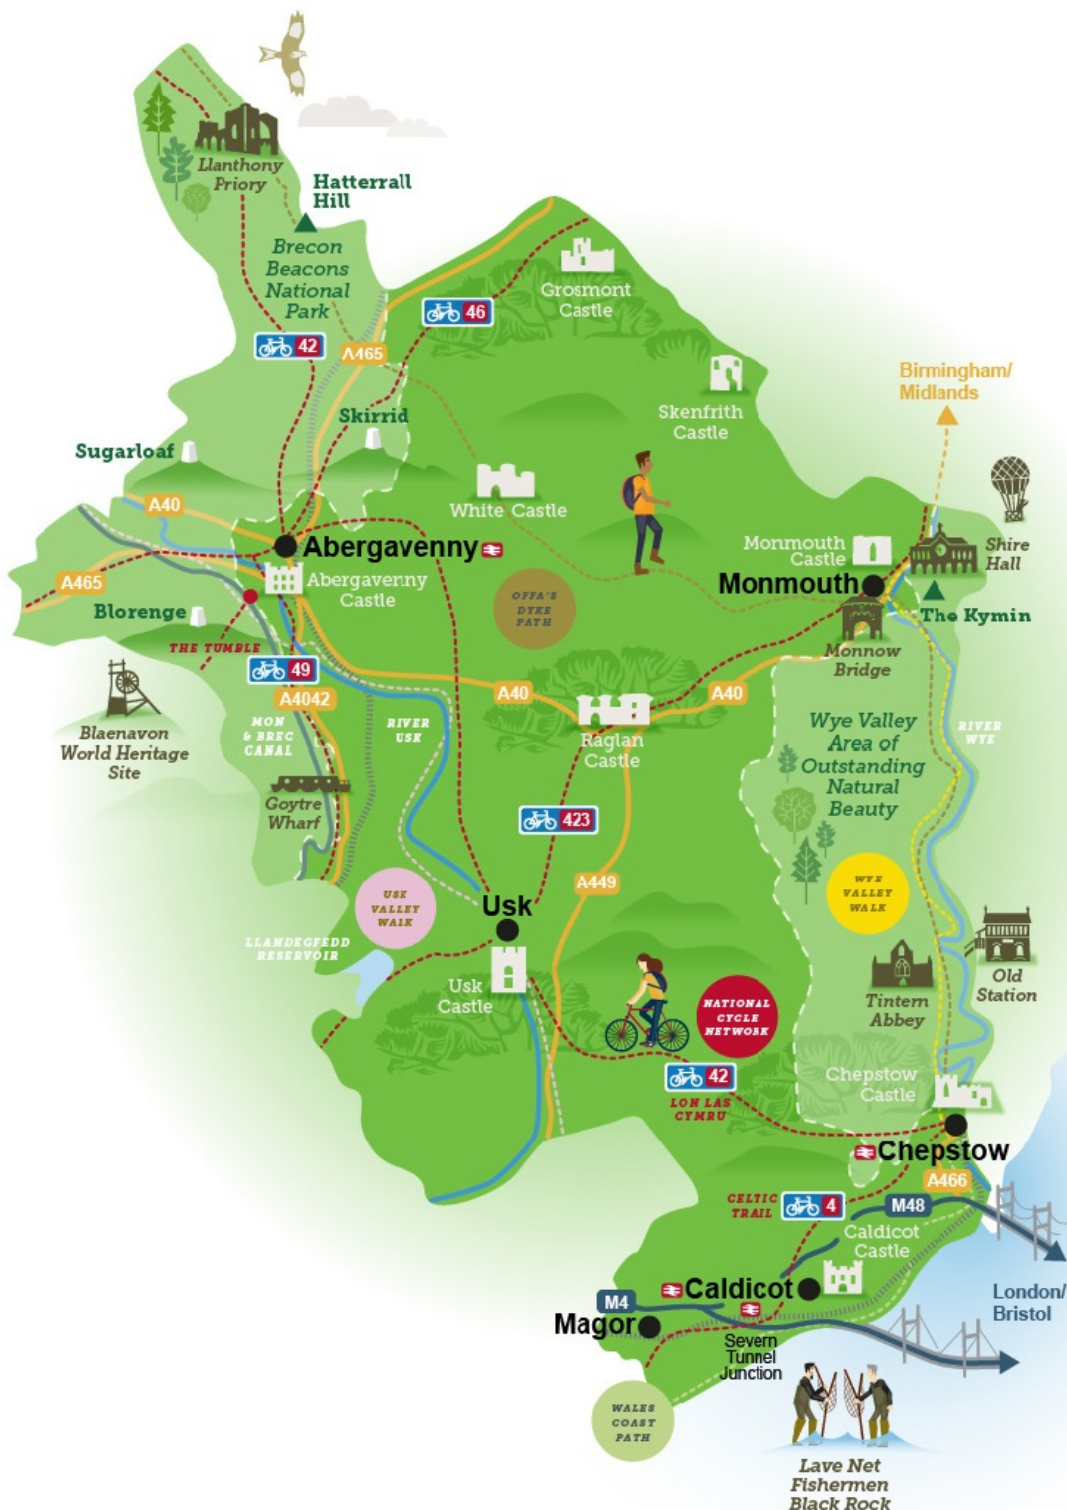 Llanthony
Priory
Hatterrall
Hill
Brecon
Beacons
National
Park
Grosmont
Castle
46
42
A465
Skenfrith
Castle
Birmingham/
Midlands
Skirrid
Sugarloaf
White Castle
A40
Abergavenny
Monmouth
Castle
Shire
Hall
A465
Abergavenny
Castle
Monmouth
Blorenge
OFFA'S
DYKE
PATH
The Kymin
THE TUMBLE
Monnow
Bridge
49
A4042
A40
A40
MON
& BREC
CANAL
RIVER
USK
Raglan
Castle
Wye Valley
Area of
Outstanding
Natural
Beauty
RIVER
WYE
Blaenavon
World Heritage
Site
Goytre
Wharf
423
A449
USK
VALLEY
WALK
Usk
WYE
VALLEY
WALK
LLANDEGFEDD
RESERVOIR
Usk
Castle
Old
Station
Tintern
Abbey
NATIONAL
CYCLE
NETWORK
42
LON LAS
CYMRU
Chepstow
Castle
Chepstow
A466
CELTIC
TRAIL
4
M48
Caldicot
Castle
Caldicot
London/
Bristol
M4
Magor
Severn
Tunnel
Junction
WALES
COAST
PATH
Lave Net
Fishermen
Black Rock